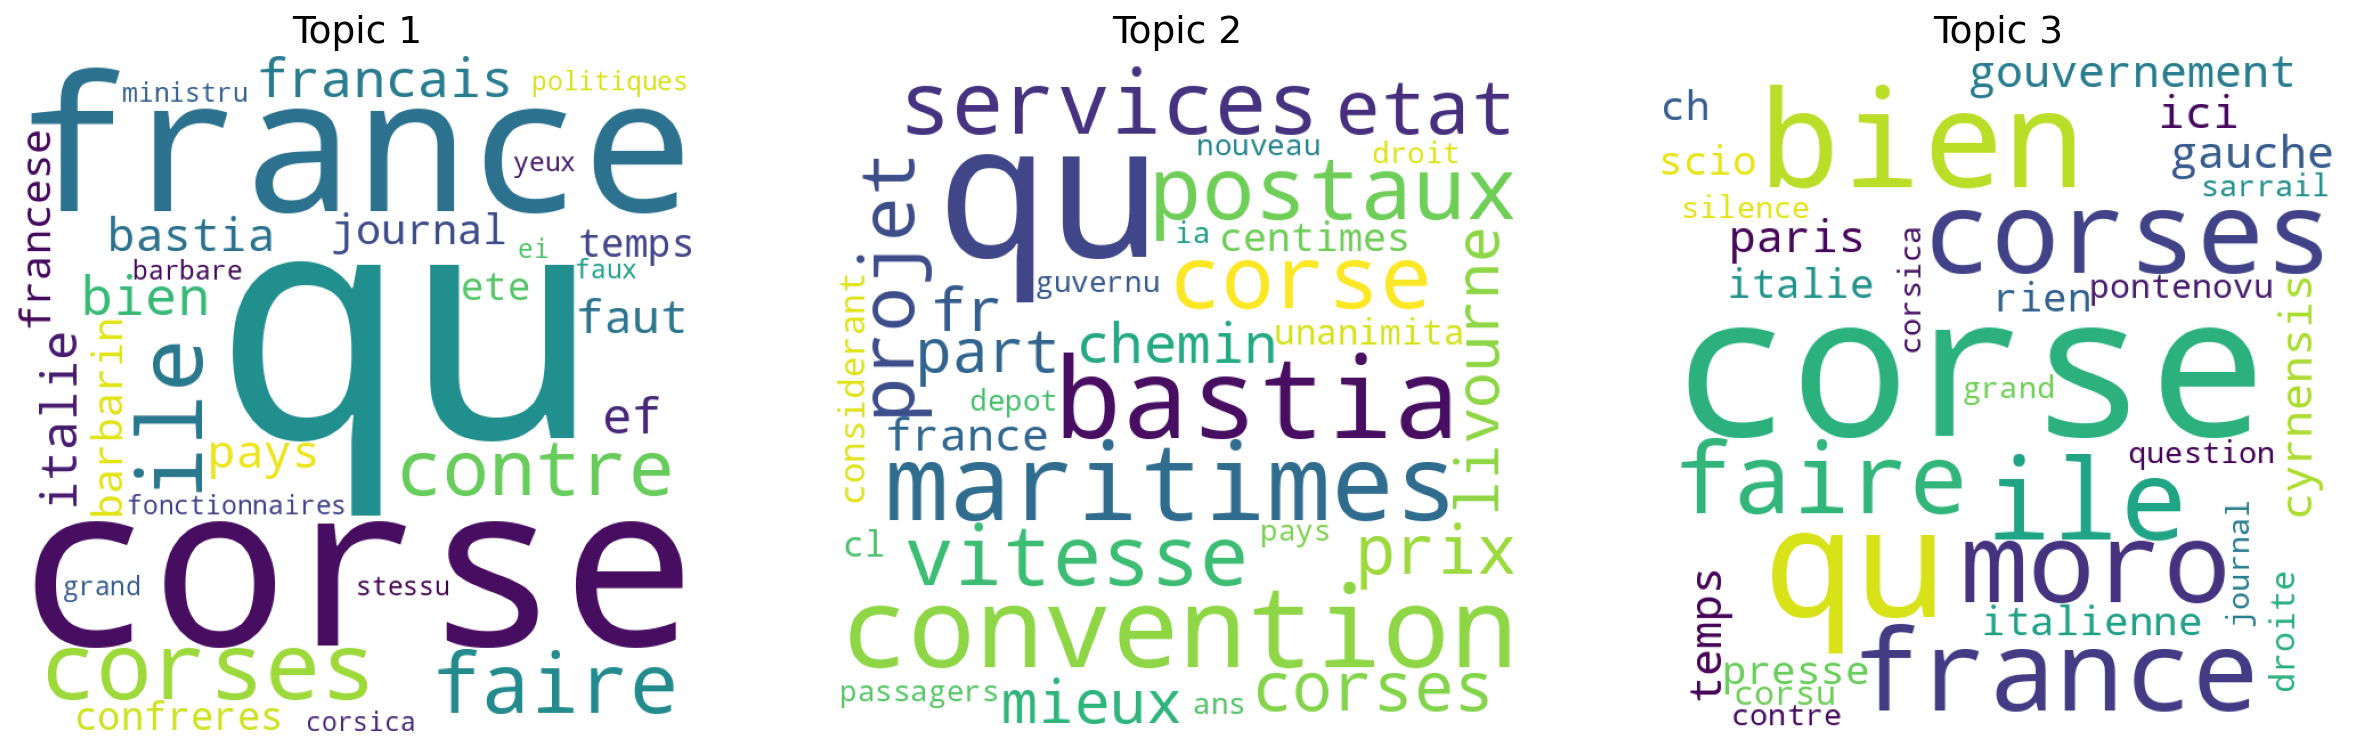 Topic 1
ministru
francais
politiques
france
francese
yeux
bastia
journal
temps
ei
barbare
faux
bien
ete
faut
qu
ile
italie
barbarin
ef
pays
contre
fonctionnaires
corse
grand
stessu
corses
faire
confreres
corsica
Topic 2
services
etat
nouveau
droit
qu
postaux
projet
ia
centimes
guvernu
corse
livourne
fr
considerant
part
chemin
unanimita
bastia
depot
france
maritimes
cl
vitesse
pays
prix
convention
passagers
mieux
ans
corses
Topic 3
gouvernement
ch
bien
ici
scio
gauche
sarrail
silence
corses
paris
corsica
italie
rien
pontenovu
cyrnensis
corse
grand
question
faire
ile
qu
moro
journal
temps
droite
italienne
france
presse
corsu
contre